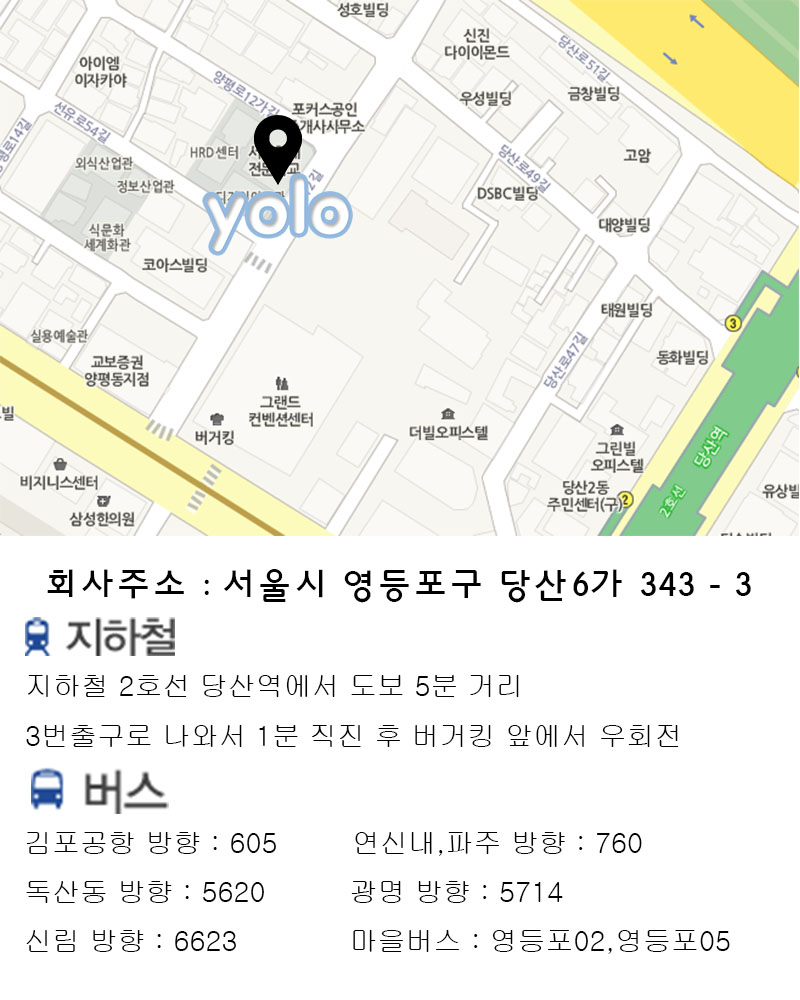 성호빌딩
신진
다이아몬드
당산로51길
아이엠
이자카야
양평로12가길
우성빌딩
금창빌딩
포커스공인
개사사무소
선유로54길
HRD센터
당산로49길
고암
외식산업관
정보산업관
DSBC빌딩
yolo
대양빌딩
식문화
세계화관
코아스빌딩
태원빌딩
3
실용예술관
교보증권
양평동지점
당산로47길
동화빌딩
그랜드
컨벤션센터
버거킹
더빌오피스텔
그린빌
오피스텔
당산역
비지니스센터
당산2동
주민센터(구)
2
2호선
유상빌
삼성한의원
회사주소 : 서울시 영등포구 당산6가 343 - 3
지하철
지하철 2호선 당산역에서 도보 5분 거리
3번출구로 나와서 1분 직진 후 버거킹 앞에서 우회전
버스
김포공항 방향 : 605 연신내,파주 방향 : 760
독산동 방향 : 5620 광명 방향 : 5714
신림 방향 : 6623 마을버스 : 영등포02,영등포05